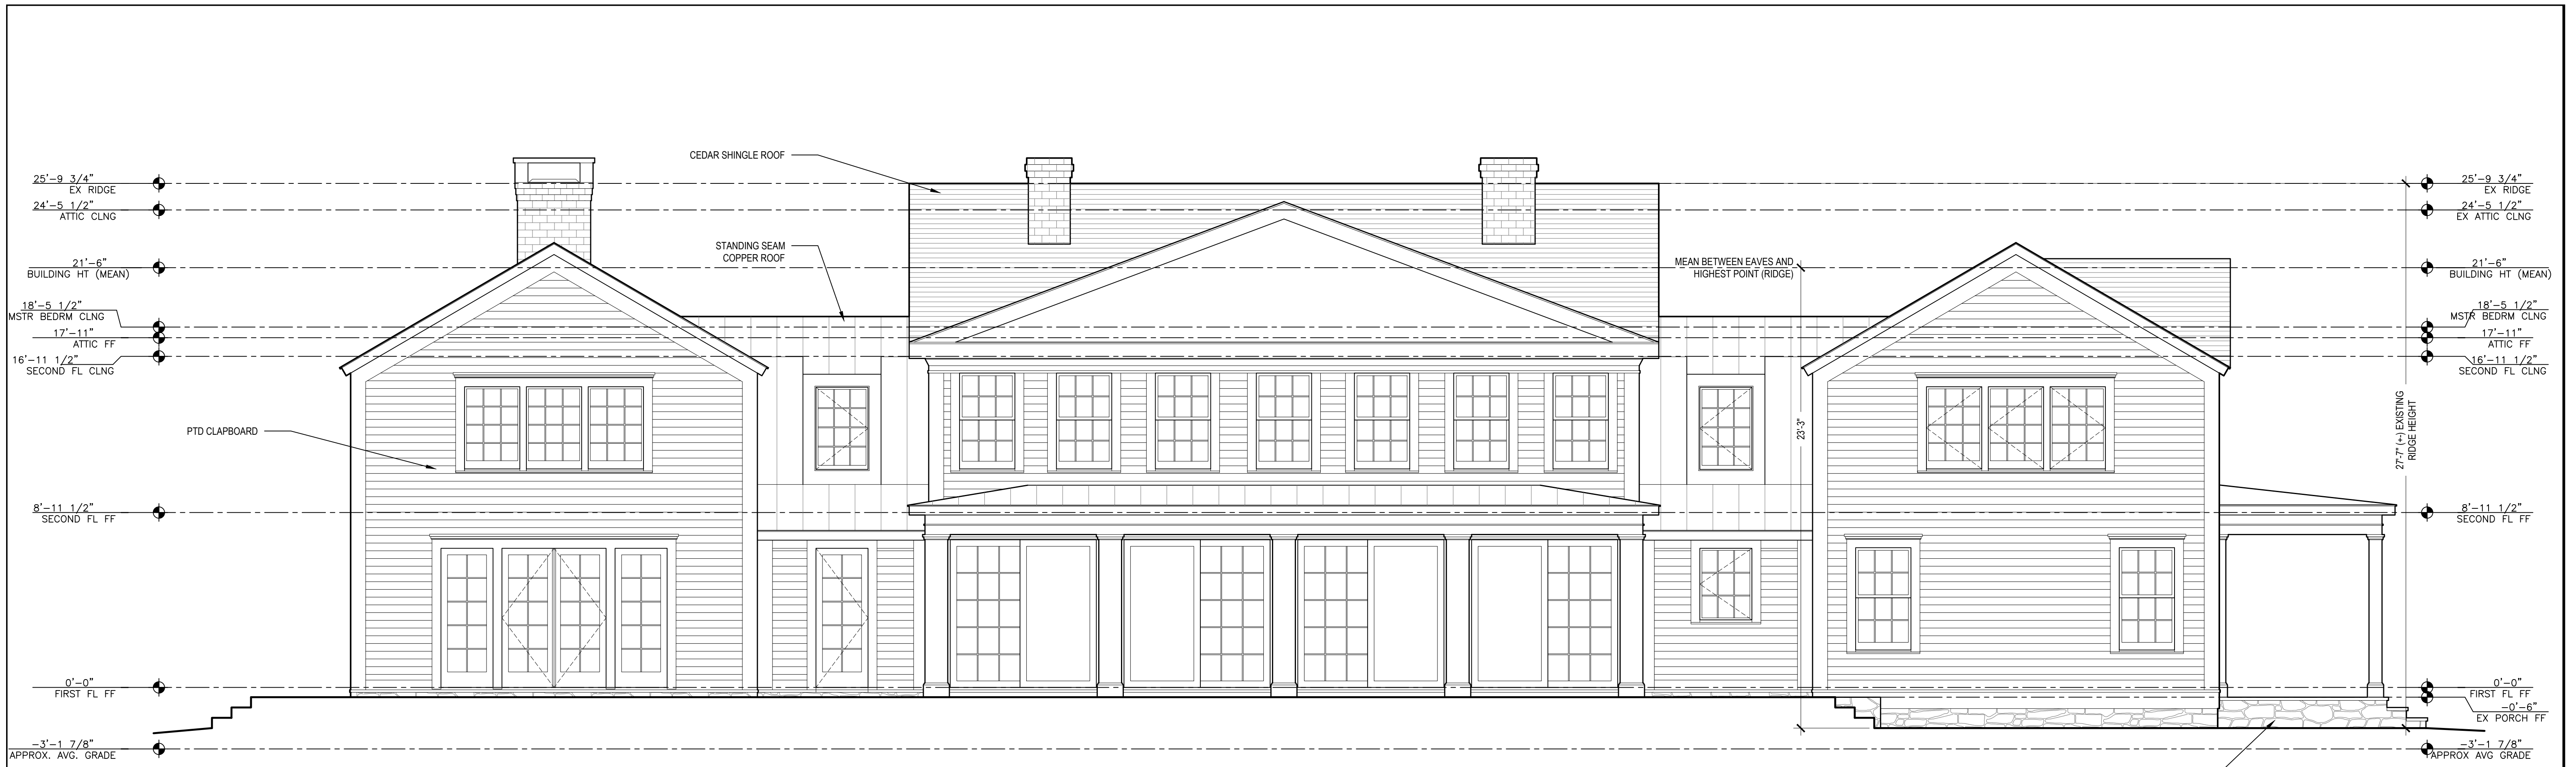 CEDAR SHINGLE ROOF
25'-9 3/4"
EX RIDGE
24'-5 1/2"
ATTIC CLNG
STANDING SEAM
COPPER ROOF
21'-6"
BUILDING HT (MEAN)
18'-5 1/2"
MSTR BEDRM CLNG
17'-11"
ATTIC FF
16'-11 1/2"
SECOND FL CLNG
PTD CLAPBOARD
8'-11 1/2"
SECOND FL FF
0'-0"
FIRST FL FF
-3'-1 7/8"
APPROX. AVG. GRADE
MEAN BETWEEN EAVES AND
HIGHEST POINT (RIDGE)
23'-3"
27'-7" (+-) EXISTING
RIDGE HEIGHT
25'-9 3/4"
EX RIDGE
24'-5 1/2"
EX ATTIC CLNG
21'-6"
BUILDING HT (MEAN)
18'-5 1/2"
MSTR BEDRM CLNG
17'-11"
ATTIC FF
16'-11 1/2"
SECOND FL CLNG
8'-11 1/2"
SECOND FL FF
0'-0"
FIRST FL FF
-0'-6"
EX PORCH FF
-3'-1 7/8"
APPROX AVG GRADE